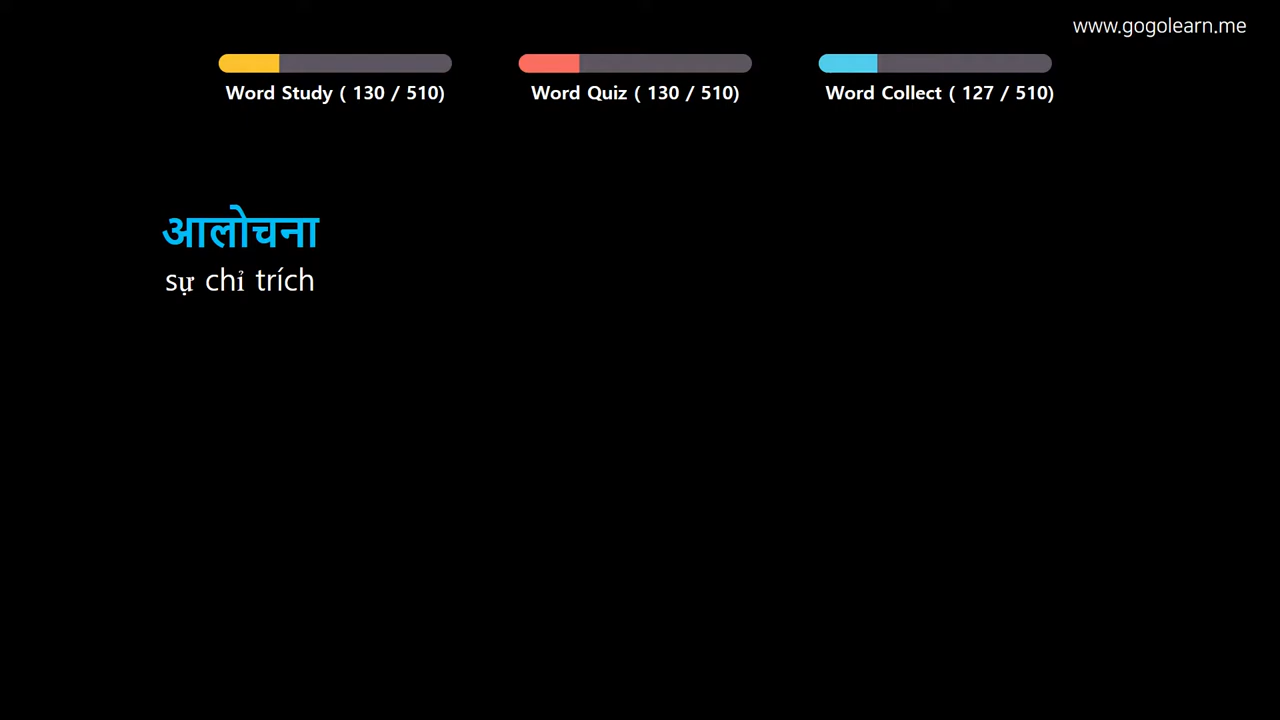 www.gogolearn.me
Word Study ( 130 / 510)
Word Quiz ( 130 / 510)
Word Collect ( 127 / 510)
आलोचना
sự chỉ trích